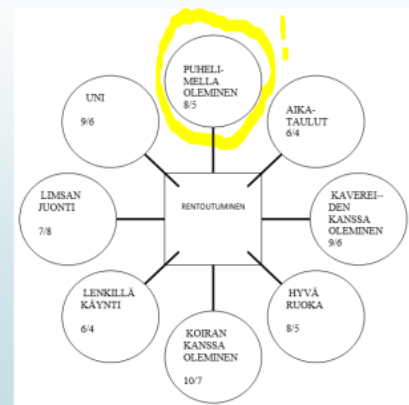 PUHELI-
MELLA
OLEMINEN
8/5
!
AIKA-
TAULUT
6/4
KAVEREI--
DEN
KANSSA
OLEMINEN
9/6
HYVÄ
RUOKA
8/5
KOIRAN
KANSSA
OLEMINEN
10/7
LENKILLÄ
KÄYNTI
6/4
LIMSAN
JUONTI
7/8
UNI
9/6
RENTOUTUMINEN